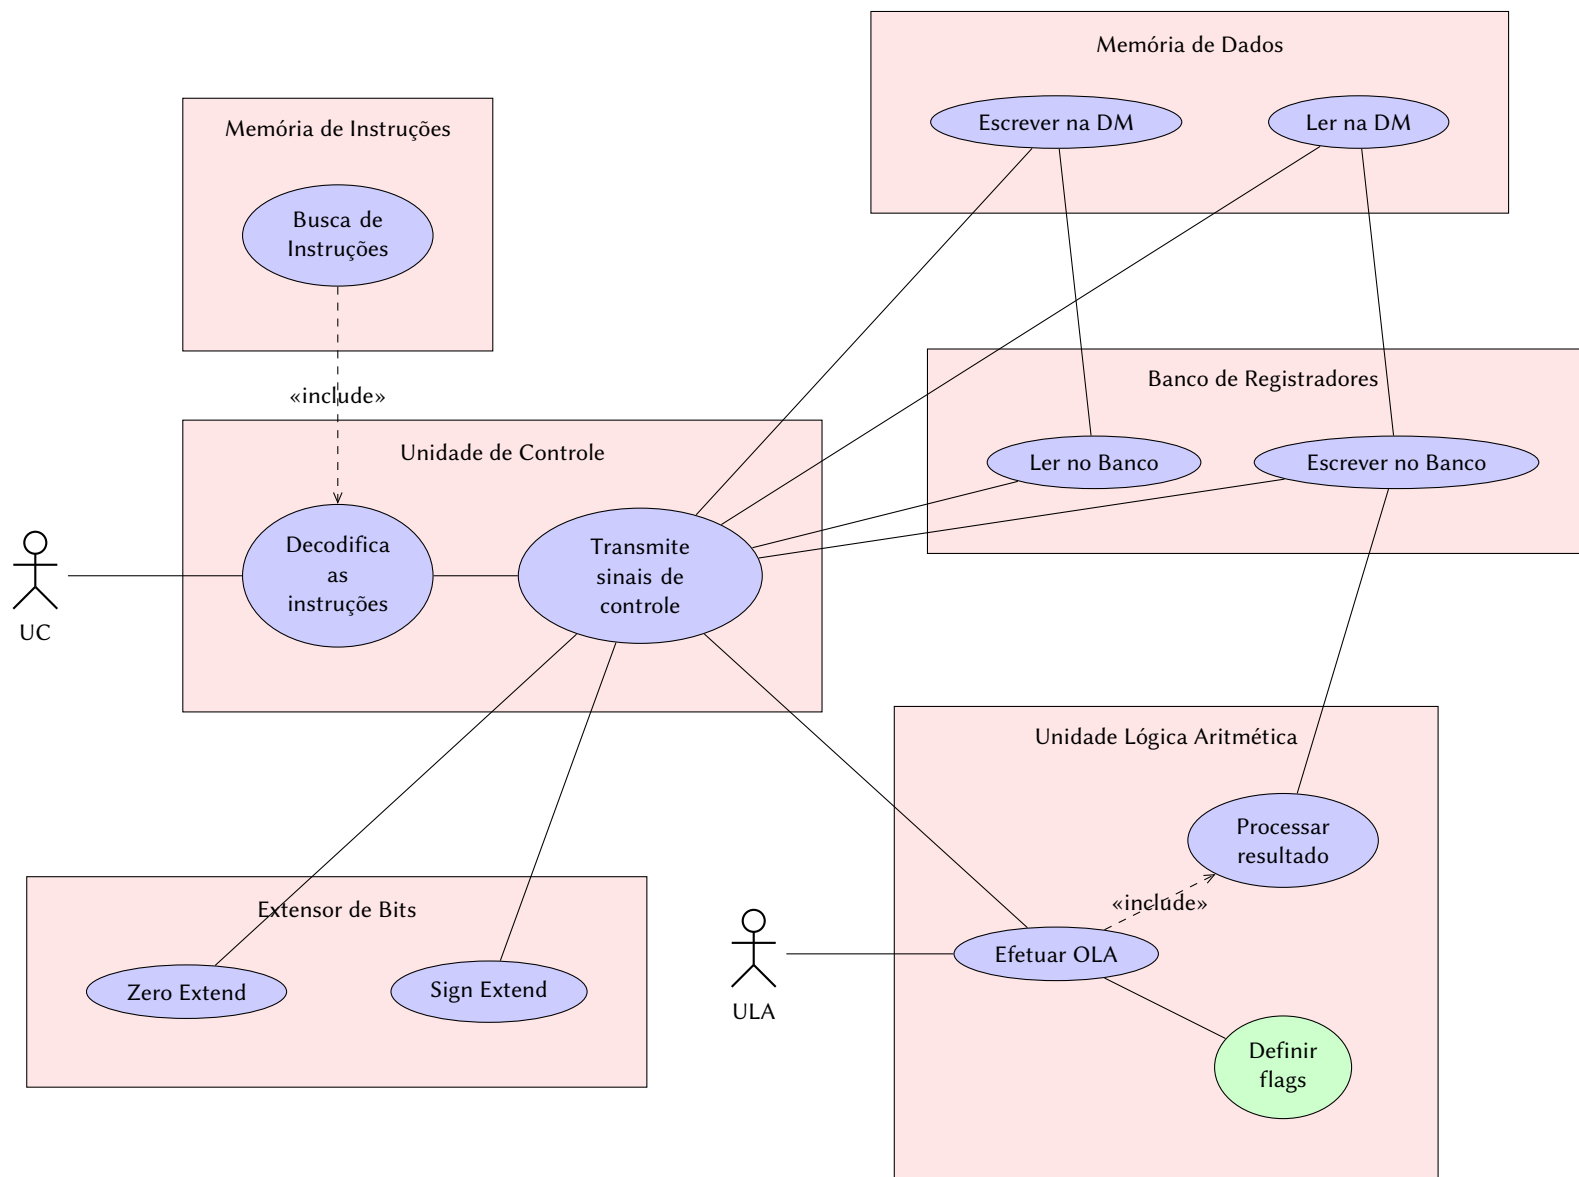 Memória de Dados
Escrever na DM
Ler na DM
Memória de Instruções
Busca de
Instruções
«include»
Banco de Registradores
Ler no Banco
Escrever no Banco
Unidade de Controle
Decodifica
as
instruções
Transmite
sinais de
controle
UC
Unidade Lógica Aritmética
Processar
resultado
«include»
Efetuar OLA
Definir
flags
ULA
Extensor de Bits
Zero Extend
Sign Extend